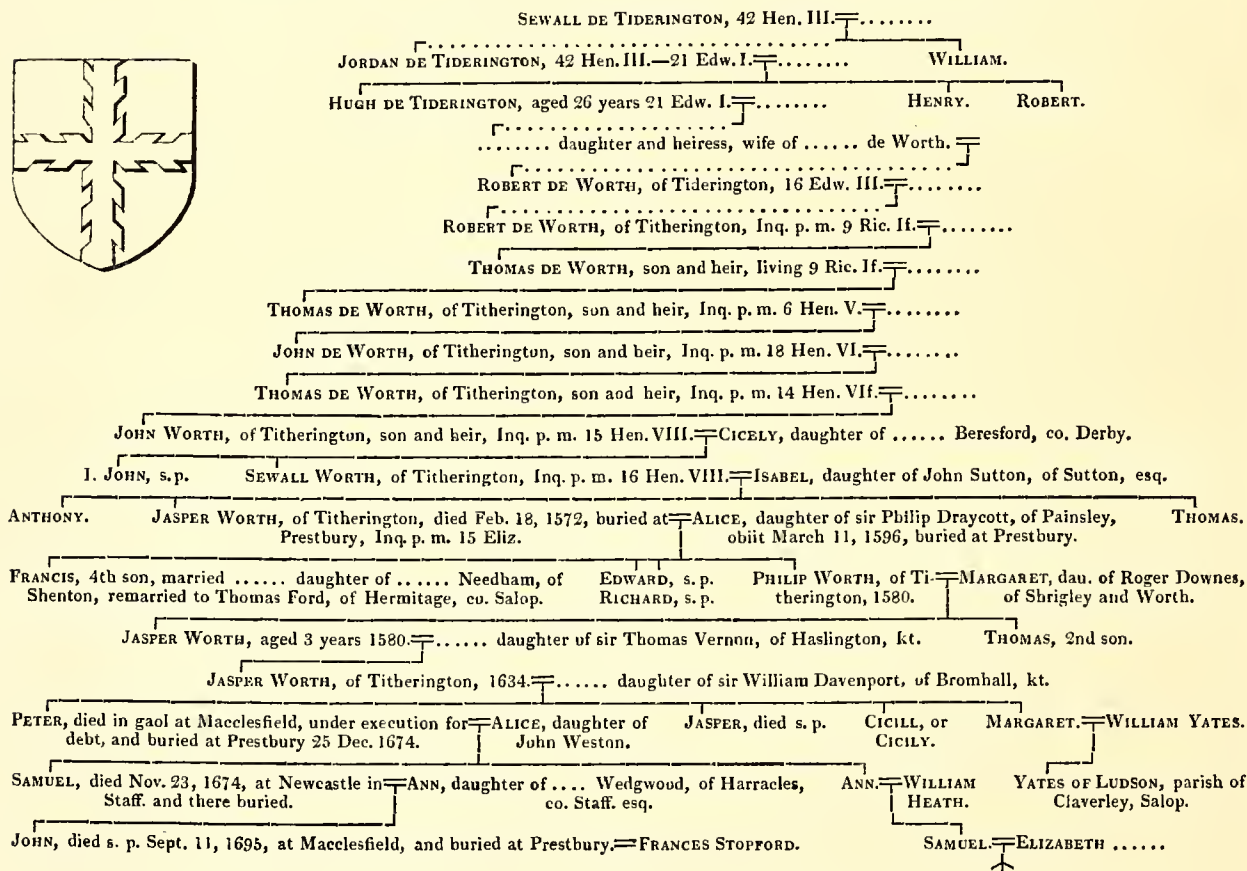 SEWALL DE TIDERINGTON, 42 Hen. III.=........
JORDAN DE TIDERINGTON, 42 Hen. III.—21 Edw. I.=........ WILLIAM.
HUGH DE TIDERINGTON, aged 26 years 21 Edw. I.=........ HENRY. ROBERT.
........ daughter and heiress, wife of ...... de Worth.=
ROBERT DE WORTH, of Tiderington, 16 Edw. III.=........
ROBERT DE WORTH, of Titherington, Inq. p. m. 9 Ric. II.=........
THOMAS DE WORTH, son and heir, living 9 Ric. II.=........
THOMAS DE WORTH, of Titherington, son and heir, Inq. p. m. 6 Hen. V.=........
JOHN DE WORTH, of Titherington, son and heir, Inq. p. m. 18 Hen. VI.=........
THOMAS DE WORTH, of Titherington, son and heir, Inq. p. m. 14 Hen. VII.=........
JOHN WORTH, of Titherington, son and heir, Inq. p. m. 15 Hen. VIII.=CICELY, daughter of ...... Beresford, co. Derby.
I. JOHN, s.p. SEWALL WORTH, of Titherington, Inq. p. m. 16 Hen. VIII.=ISABEL, daughter of John Sutton, of Sutton, esq.
ANTHONY. JASPER WORTH, of Titherington, died Feb. 18, 1572, buried at=ALICE, daughter of sir Philip Draycott, of Painsley, THOMAS.
Prestbury, Inq. p. m. 15 Eliz. obiit March 11, 1596, buried at Prestbury.
FRANCIS, 4th son, married ...... daughter of ...... Needham, of EDWARD, s. p. PHILIP WORTH, of Ti-=MARGARET, dau. of Roger Downes,
Shenton, remarried to Thomas Ford, of Hermitage, co. Salop. RICHARD, s. p. therington, 1580. of Shrigley and Worth.
JASPER WORTH, aged 3 years 1580.=...... daughter of sir Thomas Vernon, of Haslington, kt. THOMAS, 2nd son.
JASPER WORTH, of Titherington, 1634.=...... daughter of sir William Davenport, of Bromhall, kt.
PETER, died in gaol at Macclesfield, under execution for=ALICE, daughter of JASPER, died s. p. CICILL, or MARGARET.=WILLIAM YATES.
debt, and buried at Prestbury 25 Dec. 1674. John Weston. CICILY.
SAMUEL, died Nov. 23, 1674, at Newcastle in=ANN, daughter of .... Wedgwood, of Harracles, ANN.=WILLIAM YATES OF LUDSON, parish of
Staff. and there buried. co. Staff. esq. HEATH. Claverley, Salop.
JOHN, died s. p. Sept. 11, 1695, at Macclesfield, and buried at Prestbury.=FRANCES STOPFORD. SAMUEL.=ELIZABETH ......